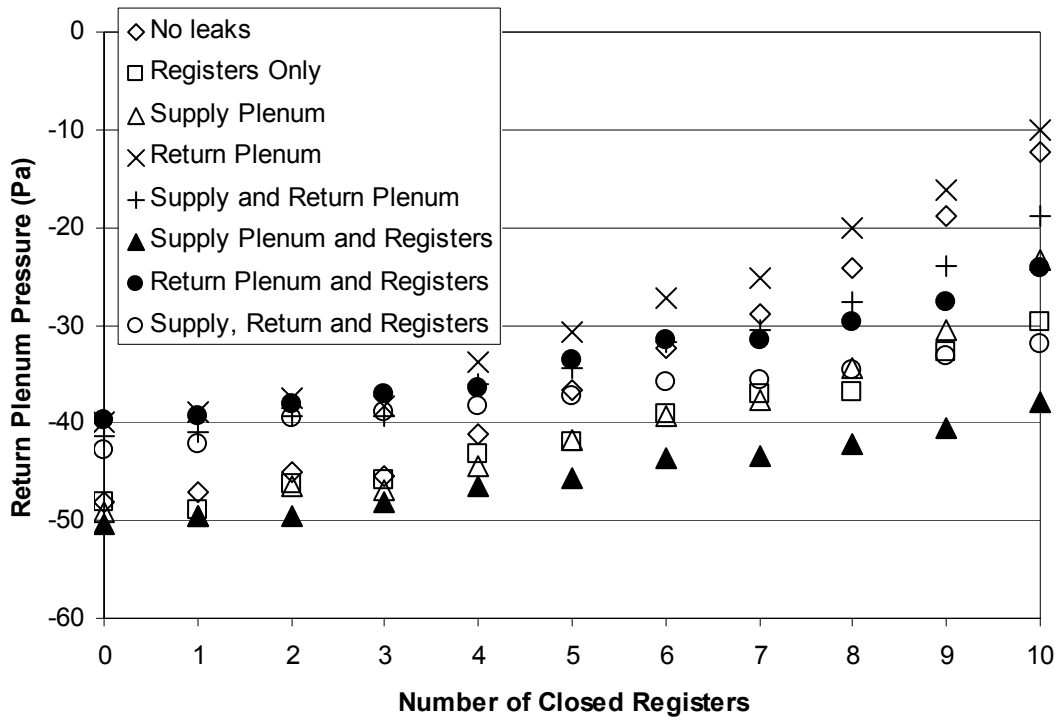 0
-10
-20
-30
-40
-50
-60
Return Plenum Pressure (Pa)
No leaks
Registers Only
Supply Plenum
Return Plenum
Supply and Return Plenum
Supply Plenum and Registers
Return Plenum and Registers
Supply, Return and Registers
0 1 2 3 4 5 6 7 8 9 10
Number of Closed Registers